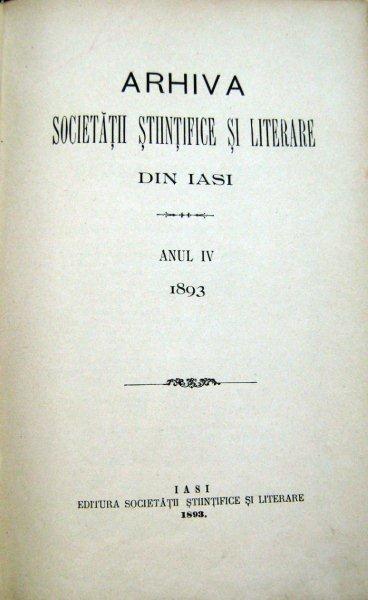 ARHIVA
SOCIETĂȚII ȘTIINȚIFICE ȘI LITERARE
DIN IASI
ANUL IV
1893
IASI
EDITURA SOCIETĂȚII ȘTIINȚIFICE ȘI LITERARE
1893.